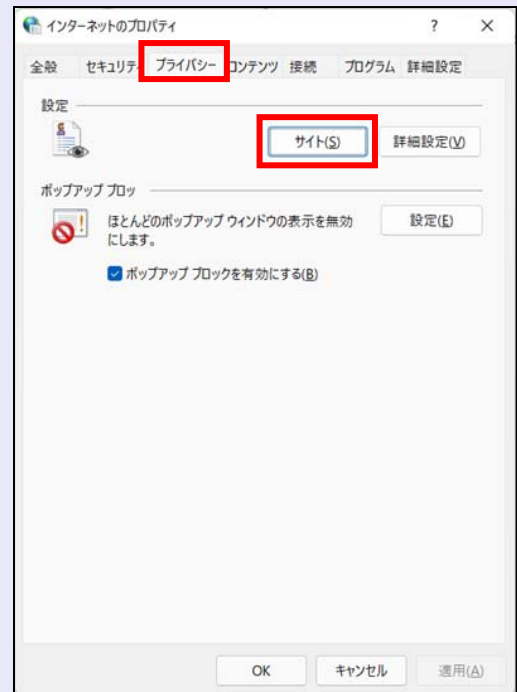 インターネットのプロパティ ?
全般 セキュリティ プライバシー コンテンツ 接続 プログラム 詳細設定
設定
サイト(S) 詳細設定(V)
ポップアップ ブロッ
ほとんどのポップアップ ウィンドウの表示を無効 設定(E)
にします。
ポップアップ ブロックを有効にする(B)
OK キャンセル 適用(A)